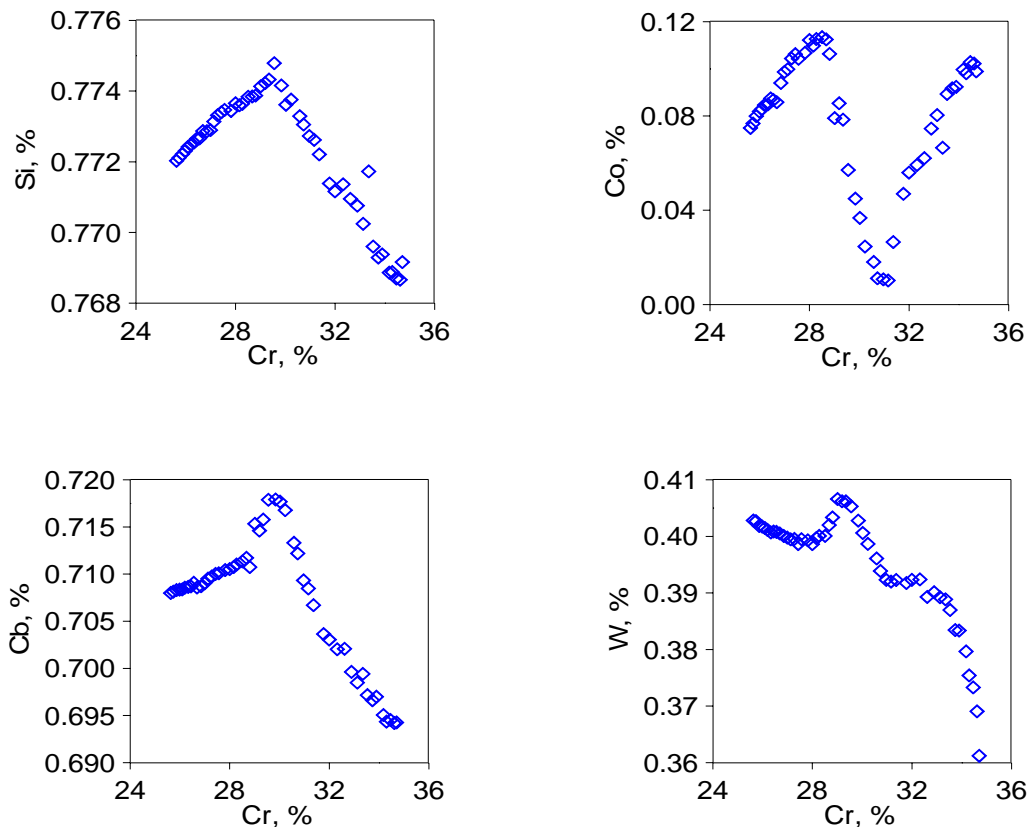 0.776
0.774
0.772
0.770
0.768
Si, %
24 28 32 36
Cr, %
0.12
0.08
0.04
0.00
Co, %
24 28 32 36
Cr, %
0.720
0.715
0.710
0.705
0.700
0.695
0.690
Cb, %
24 28 32 36
Cr, %
0.41
0.40
0.39
0.38
0.37
0.36
W, %
24 28 32 36
Cr, %